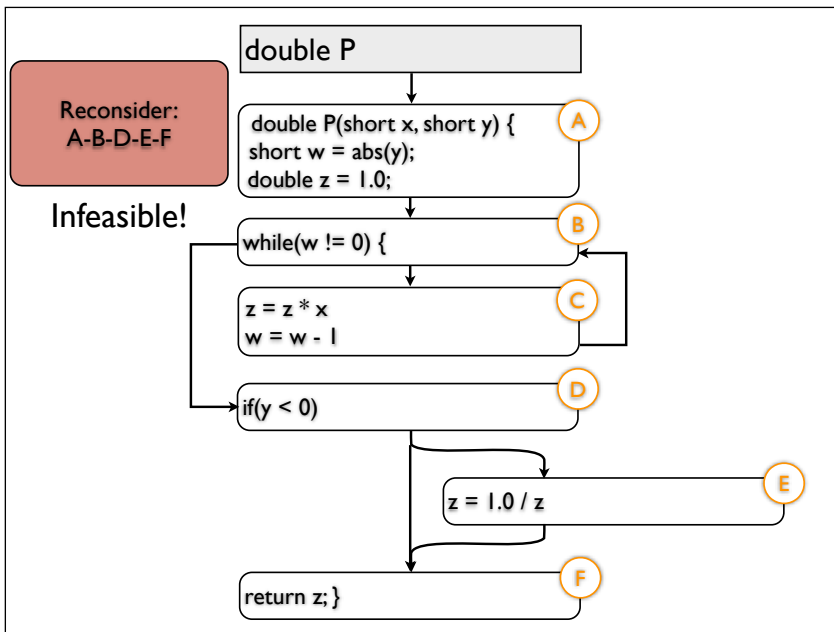 double P
Reconsider:
A-B-D-E-F
Infeasible!
A
double P(short x, short y) {
short w = abs(y);
double z = 1.0;
B
while(w != 0) {
C
z = z * x
w = w - 1
D
if(y < 0)
E
z = 1.0 / z
F
return z; }